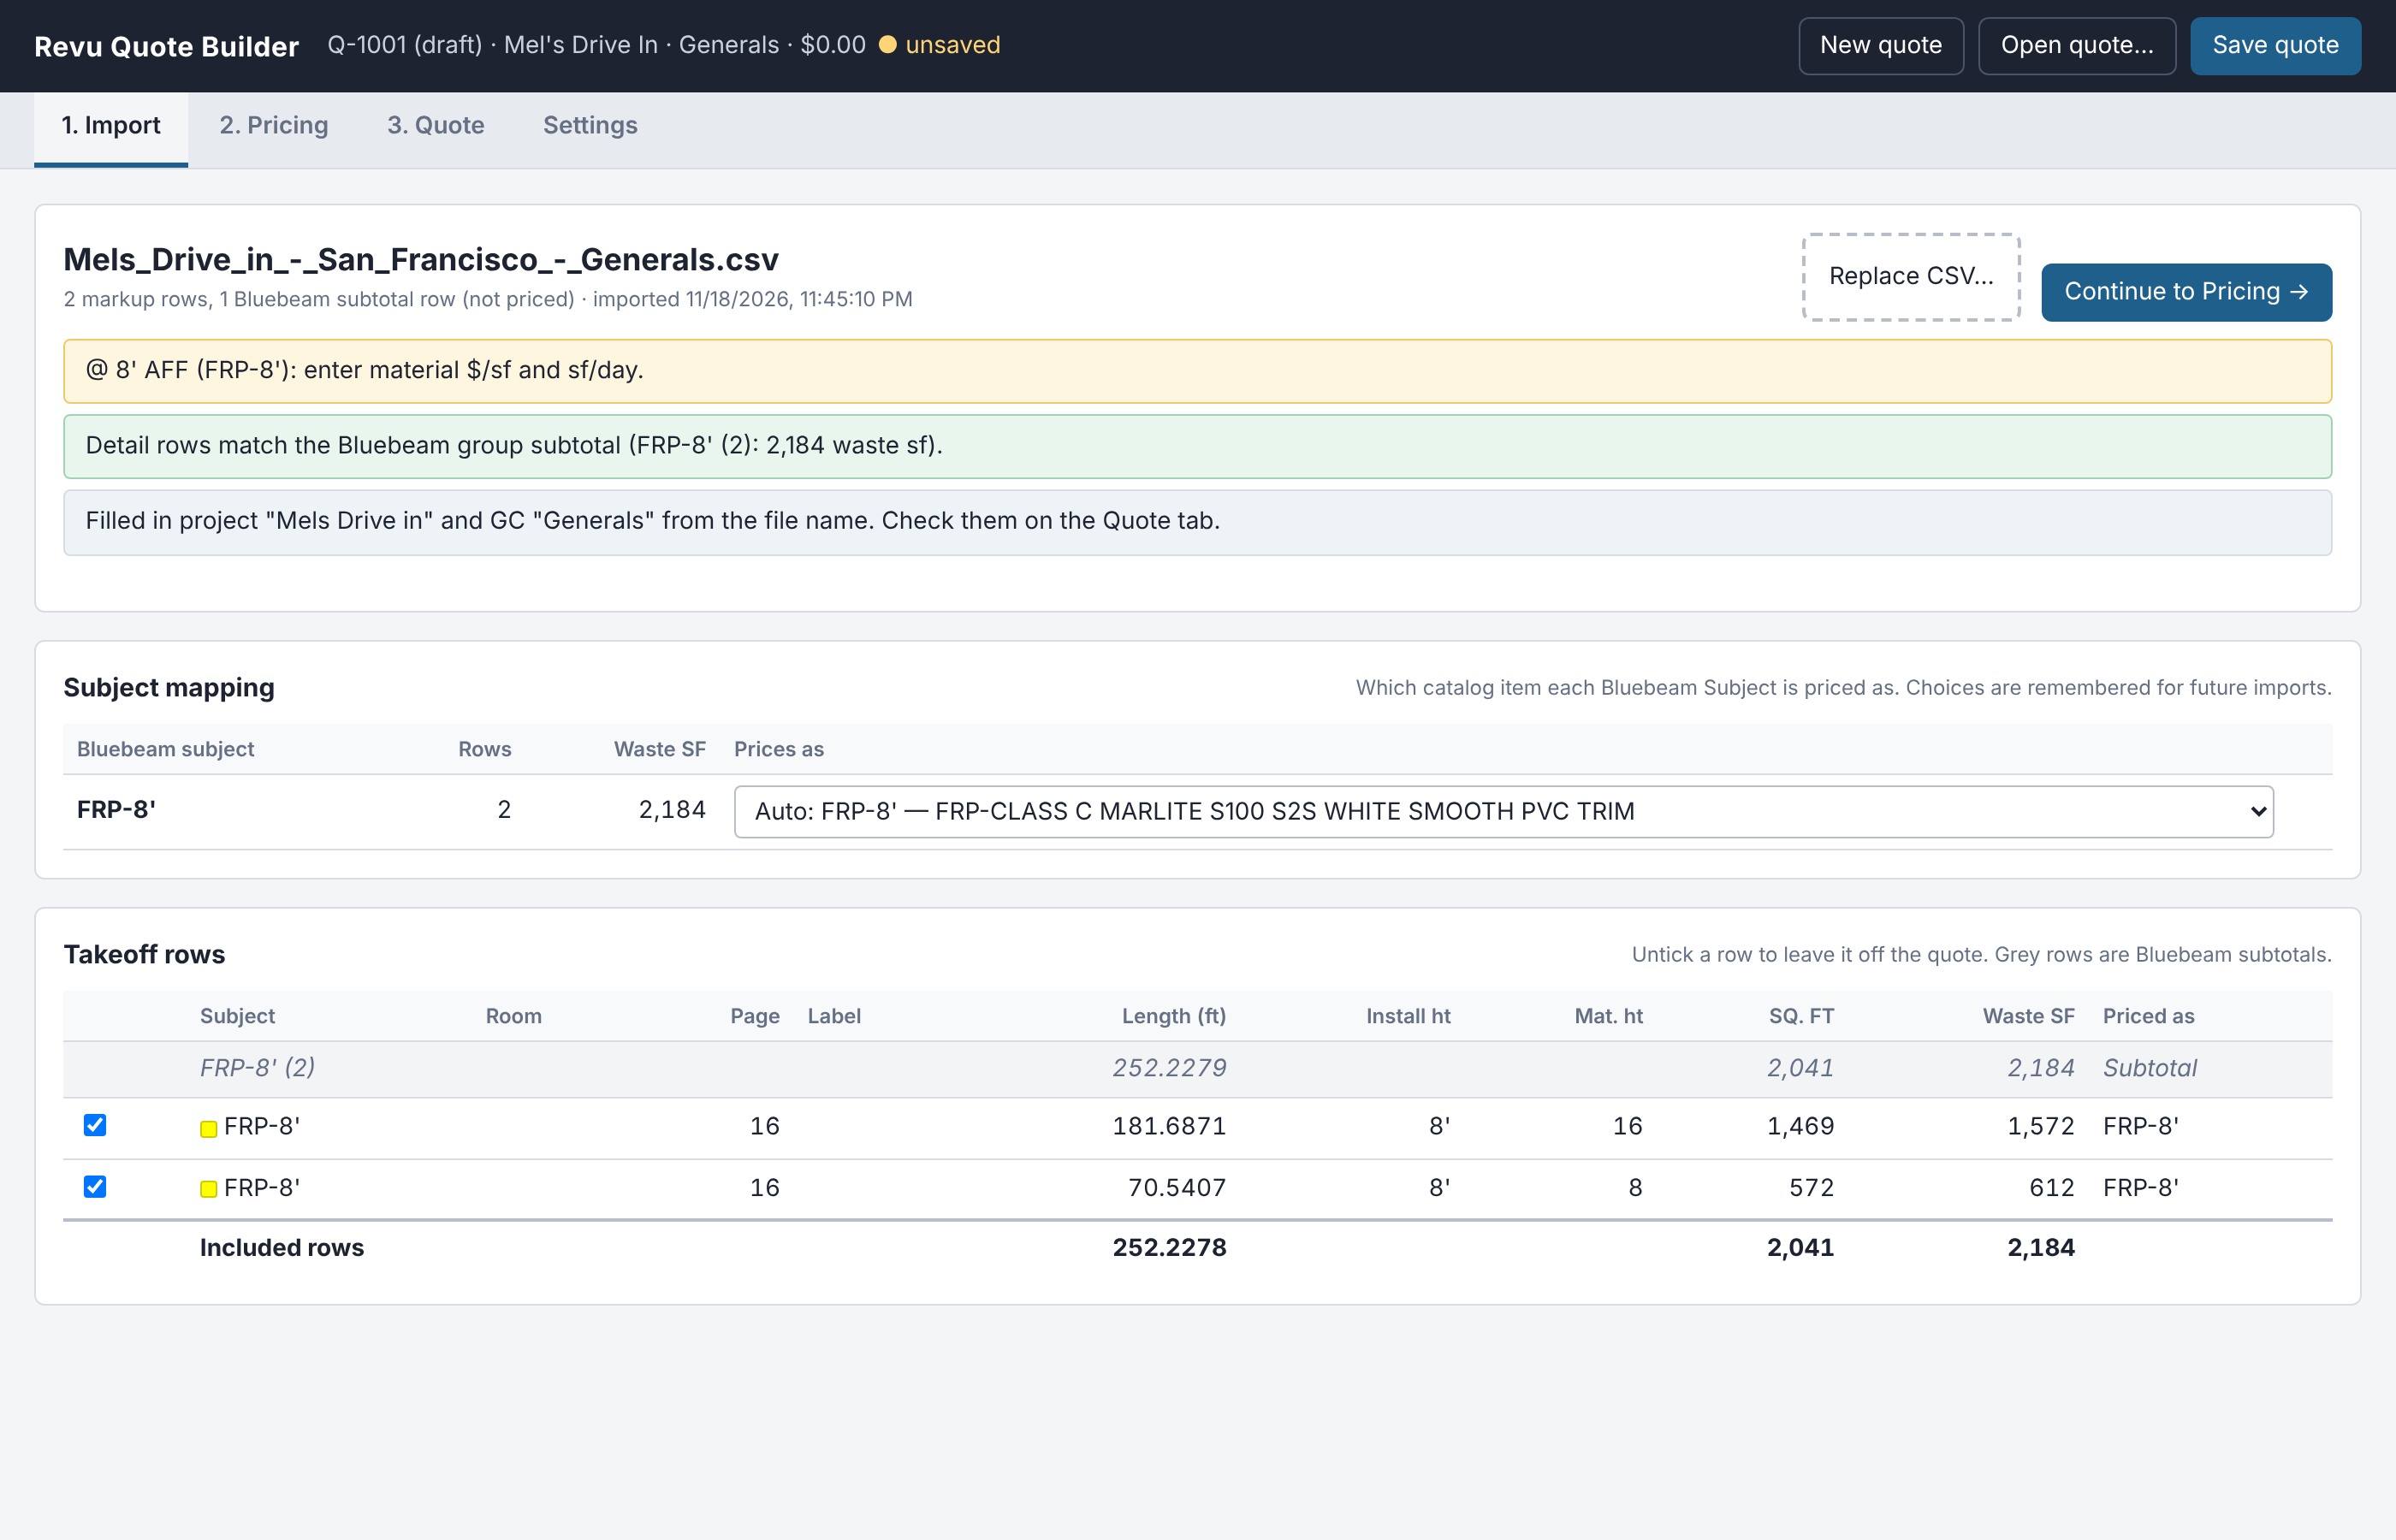 Revu Quote Builder Q-1001 (draft) · Mel's Drive In · Generals · $0.00 unsaved New quote Open quote... Save quote
1. Import 2. Pricing 3. Quote Settings
Mels_Drive_in_-_San_Francisco_-_Generals.csv
2 markup rows, 1 Bluebeam subtotal row (not priced) · imported 11/18/2026, 11:45:10 PM
Replace CSV... Continue to Pricing →
@ 8' AFF (FRP-8'): enter material $/sf and sf/day.
Detail rows match the Bluebeam group subtotal (FRP-8' (2): 2,184 waste sf).
Filled in project "Mels Drive in" and GC "Generals" from the file name. Check them on the Quote tab.
Subject mapping Which catalog item each Bluebeam Subject is priced as. Choices are remembered for future imports.
Bluebeam subject Rows Waste SF Prices as
FRP-8' 2 2,184 Auto: FRP-8' — FRP-CLASS C MARLITE S100 S2S WHITE SMOOTH PVC TRIM
Takeoff rows Untick a row to leave it off the quote. Grey rows are Bluebeam subtotals.
Subject Room Page Label Length (ft) Install ht Mat. ht SQ. FT Waste SF Priced as
FRP-8' (2) 252.2279 2,041 2,184 Subtotal
FRP-8' 16 181.6871 8' 16 1,469 1,572 FRP-8'
FRP-8' 16 70.5407 8' 8 572 612 FRP-8'
Included rows 252.2278 2,041 2,184